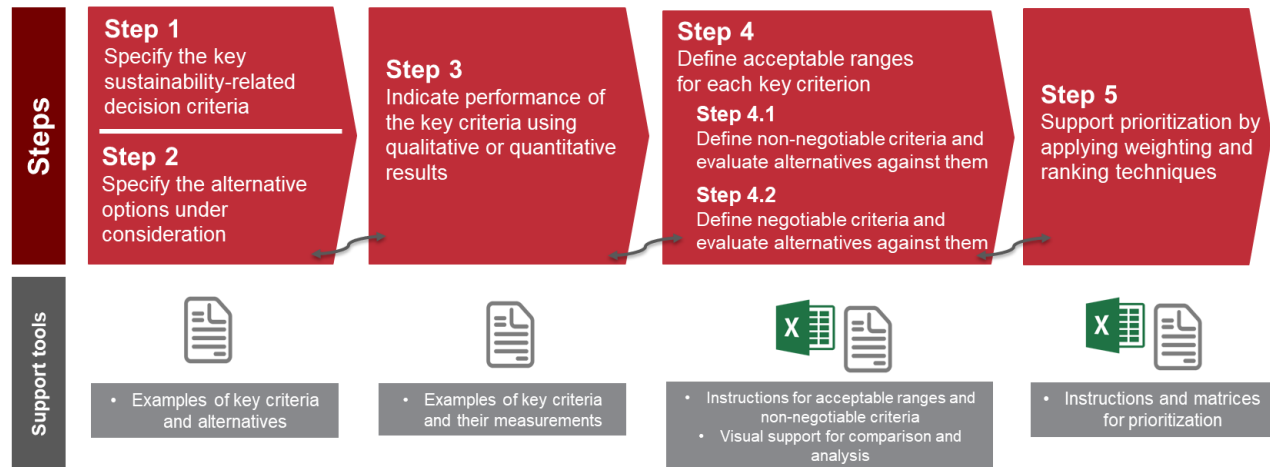 Steps
Step 1
Specify the key
sustainability-related
decision criteria
Step 2
Specify the alternative
options under
consideration
Step 3
Indicate performance of
the key criteria using
qualitative or quantitative
results
Step 4
Define acceptable ranges
for each key criterion
Step 4.1
Define non-negotiable criteria and
evaluate alternatives against them
Step 4.2
Define negotiable criteria and
evaluate alternatives against them
Step 5
Support prioritization by
applying weighting and
ranking techniques
Support tools
• Examples of key criteria
and alternatives
• Examples of key criteria
and their measurements
X
• Instructions for acceptable ranges and
non-negotiable criteria
• Visual support for comparison and
analysis
X
• Instructions and matrices
for prioritization